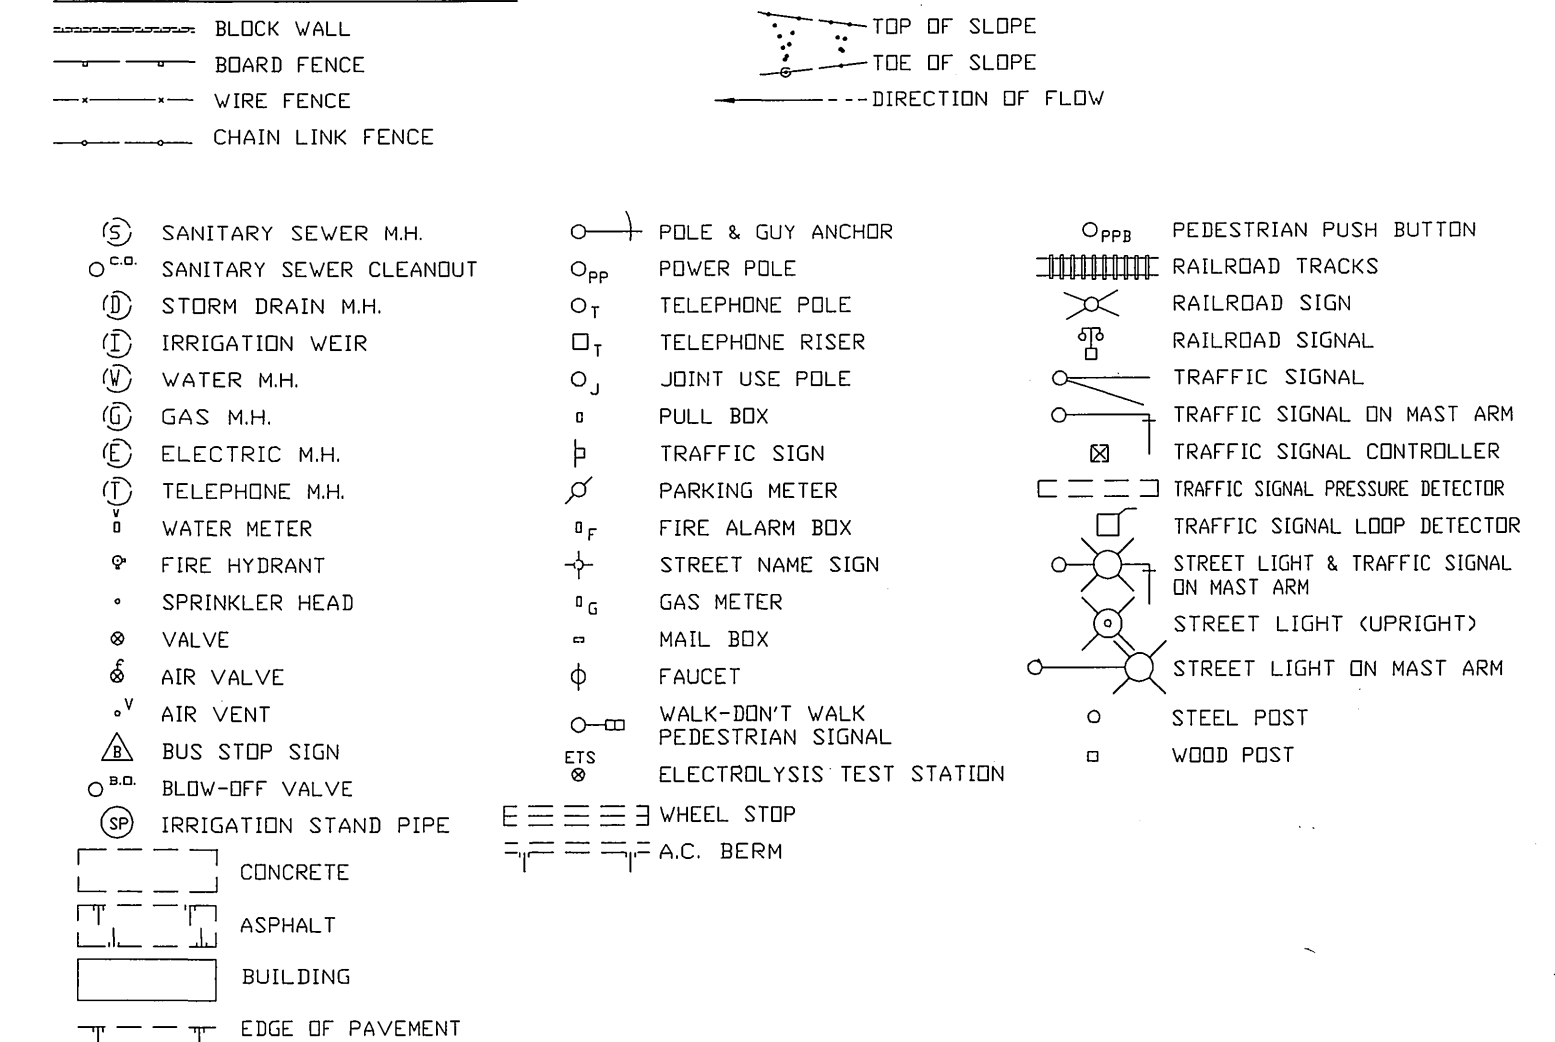 BLOCK WALL
BOARD FENCE
WIRE FENCE
CHAIN LINK FENCE
TOP OF SLOPE
TOE OF SLOPE
DIRECTION OF FLOW
S SANITARY SEWER M.H.
C.O. SANITARY SEWER CLEANOUT
D STORM DRAIN M.H.
I IRRIGATION WEIR
W WATER M.H.
G GAS M.H.
E ELECTRIC M.H.
T TELEPHONE M.H.
V WATER METER
FIRE HYDRANT
SPRINKLER HEAD
VALVE
AIR VALVE
V AIR VENT
B BUS STOP SIGN
B.O. BLOW-OFF VALVE
SP IRRIGATION STAND PIPE
CONCRETE
ASPHALT
BUILDING
EDGE OF PAVEMENT
POLE & GUY ANCHOR
PP POWER POLE
T TELEPHONE POLE
T TELEPHONE RISER
J JOINT USE POLE
PULL BOX
TRAFFIC SIGN
PARKING METER
F FIRE ALARM BOX
STREET NAME SIGN
G GAS METER
MAIL BOX
FAUCET
WALK-DON'T WALK
PEDESTRIAN SIGNAL
ETS
ELECTROLYSIS TEST STATION
WHEEL STOP
A.C. BERM
PPB PEDESTRIAN PUSH BUTTON
RAILROAD TRACKS
RAILROAD SIGN
RAILROAD SIGNAL
TRAFFIC SIGNAL
TRAFFIC SIGNAL ON MAST ARM
TRAFFIC SIGNAL CONTROLLER
TRAFFIC SIGNAL PRESSURE DETECTOR
TRAFFIC SIGNAL LOOP DETECTOR
STREET LIGHT & TRAFFIC SIGNAL
ON MAST ARM
STREET LIGHT (UPRIGHT)
STREET LIGHT ON MAST ARM
STEEL POST
WOOD POST